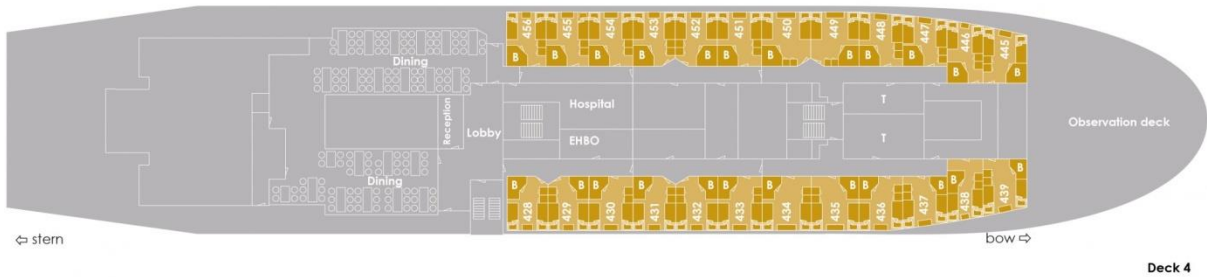 456 455 454 453 452 451 450 449 448 447 446 445
B B B B B B B B B B B B
Dining
Reception
Lobby
Hospital
EHBO
T
T
Observation deck
Dining
B B B B B B B B B B B B
428 429 430 431 432 433 434 435 436 437 438 439
⇦ stern
bow ⇨
Deck 4